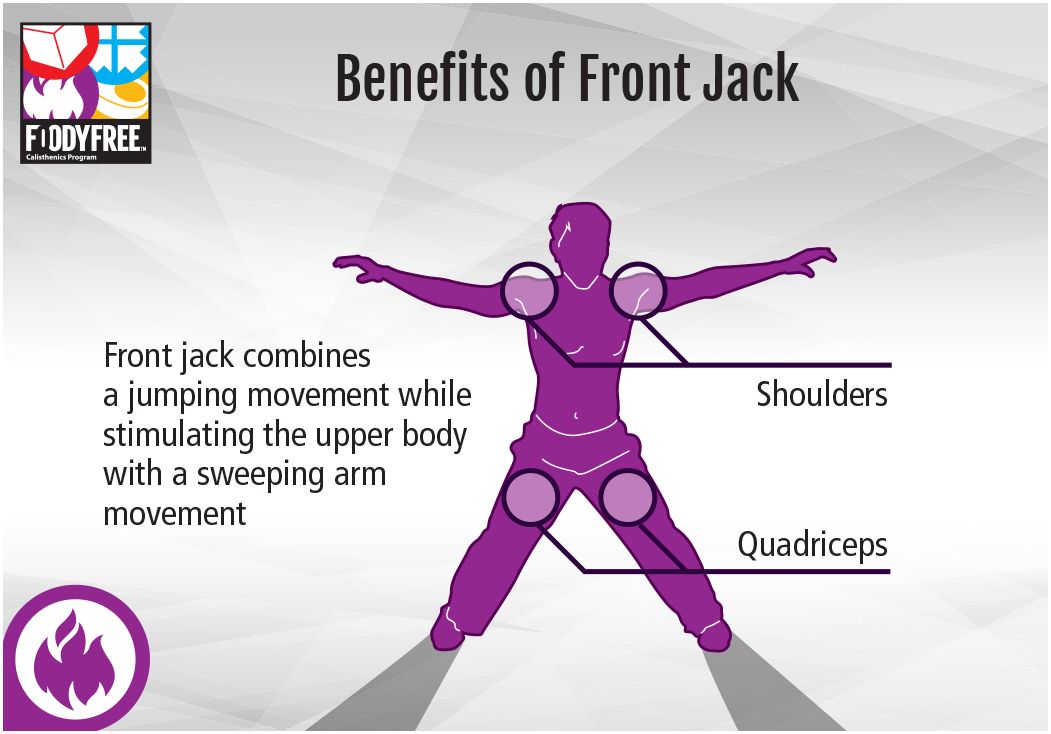 Benefits of Front Jack
FOODYFREE™
Calisthenics Program
Front jack combines
a jumping movement while
stimulating the upper body
with a sweeping arm
movement
Shoulders
Quadriceps